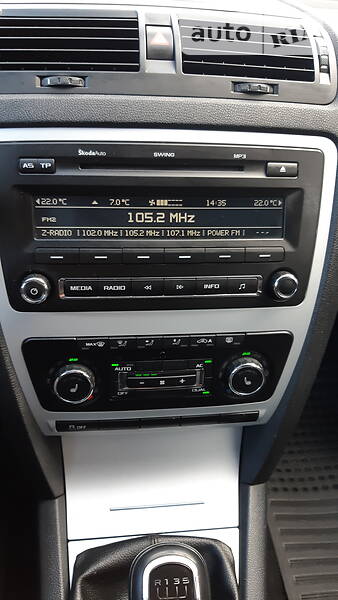 auto RIA
ŠkodaAuto SWING MP3
AS TP
22.0°C 7.0°C 14:35 22.0°C
FM2 105.2 MHz
Z-RADIO 102.0 MHz 105.2 MHz 107.1 MHz POWER FM ---
MEDIA RADIO INFO
MAX A
AUTO AC
- +
OFF DUAL
OFF
R 1 3 5